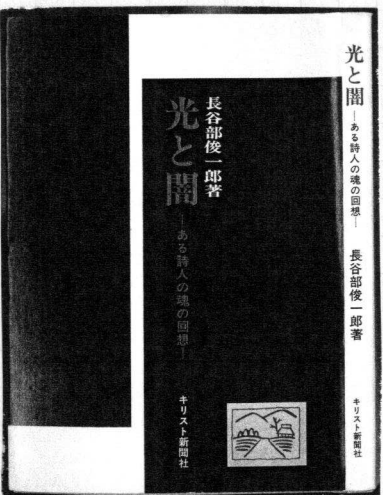 光と闇
―ある詩人の魂の回想―
長谷部俊一郎著
キリスト新聞社
長谷部俊一郎著
光と闇
―ある詩人の魂の回想―
キリスト新聞社